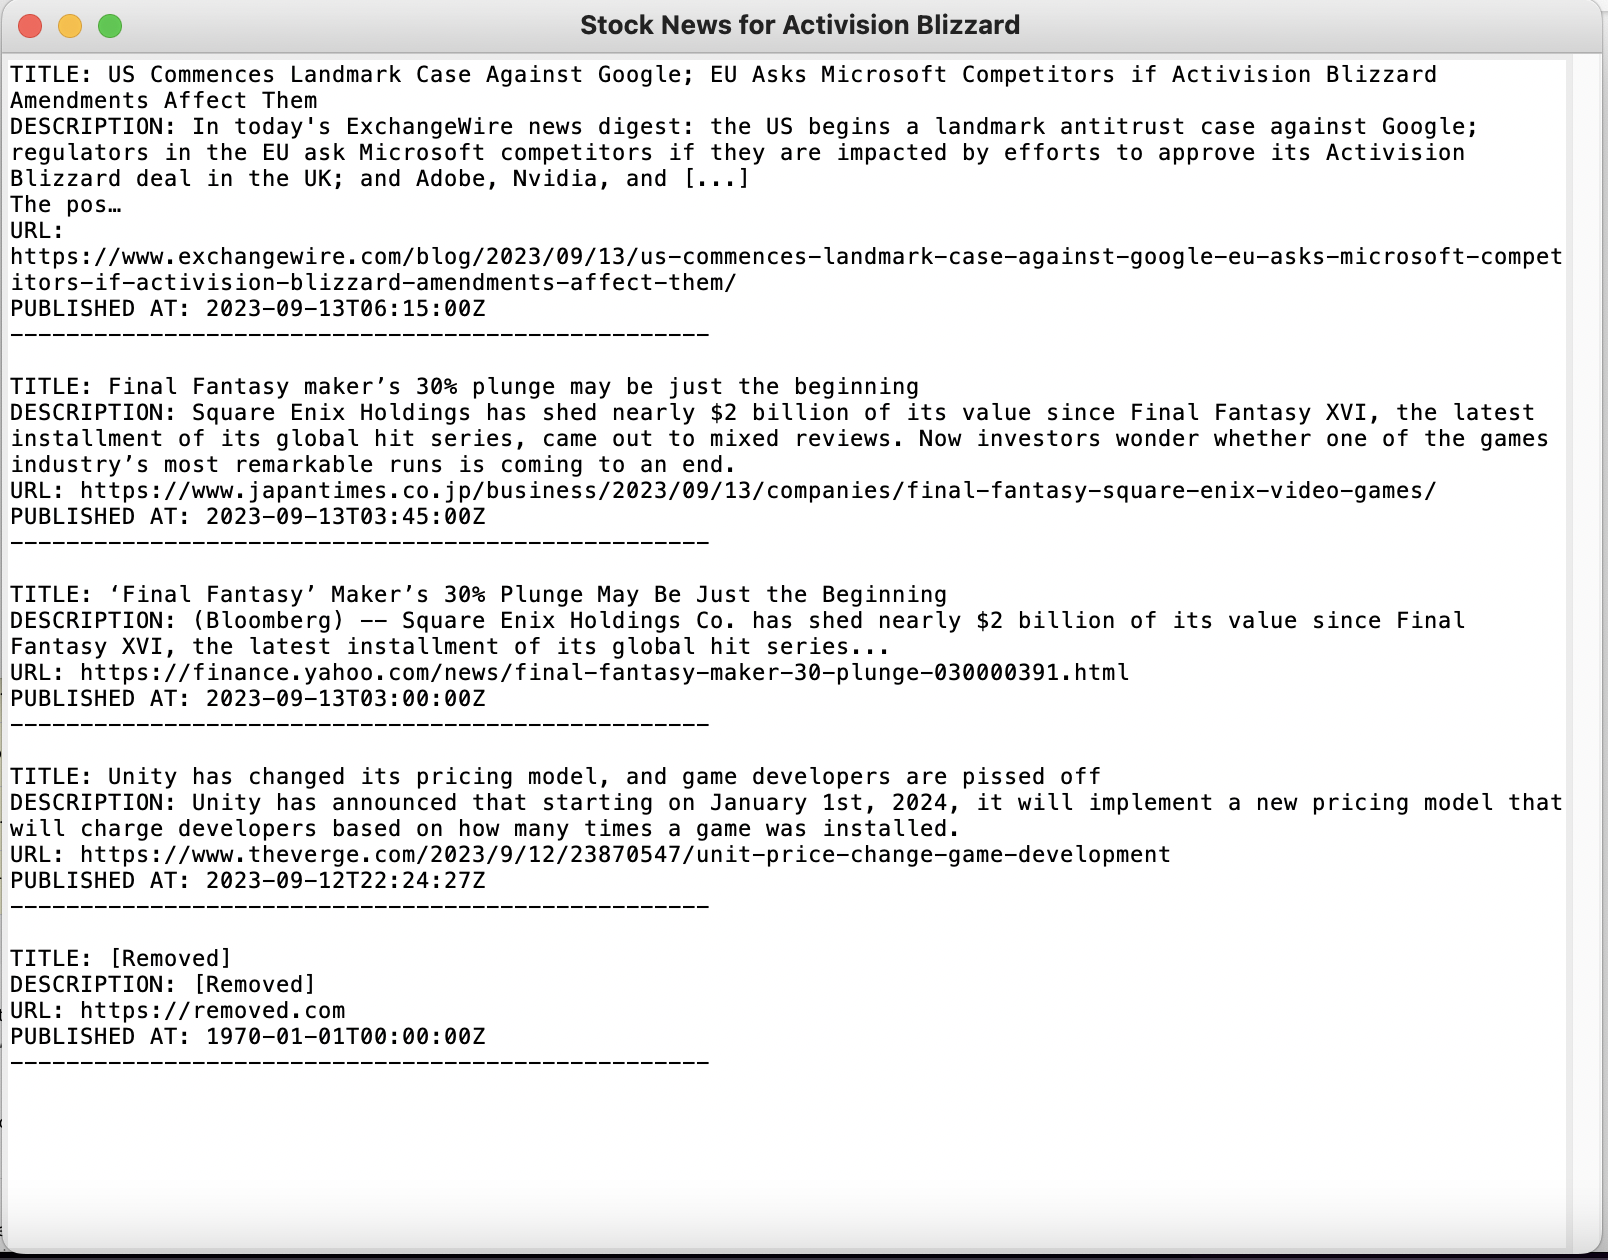 Stock News for Activision Blizzard
TITLE: US Commences Landmark Case Against Google; EU Asks Microsoft Competitors if Activision Blizzard
Amendments Affect Them
DESCRIPTION: In today's ExchangeWire news digest: the US begins a landmark antitrust case against Google;
regulators in the EU ask Microsoft competitors if they are impacted by efforts to approve its Activision
Blizzard deal in the UK; and Adobe, Nvidia, and [...]
The pos…
URL:
https://www.exchangewire.com/blog/2023/09/13/us-commences-landmark-case-against-google-eu-asks-microsoft-compet
itors-if-activision-blizzard-amendments-affect-them/
PUBLISHED AT: 2023-09-13T06:15:00Z
--------------------------------------------------
TITLE: Final Fantasy maker’s 30% plunge may be just the beginning
DESCRIPTION: Square Enix Holdings has shed nearly $2 billion of its value since Final Fantasy XVI, the latest
installment of its global hit series, came out to mixed reviews. Now investors wonder whether one of the games
industry’s most remarkable runs is coming to an end.
URL: https://www.japantimes.co.jp/business/2023/09/13/companies/final-fantasy-square-enix-video-games/
PUBLISHED AT: 2023-09-13T03:45:00Z
--------------------------------------------------
TITLE: ‘Final Fantasy’ Maker’s 30% Plunge May Be Just the Beginning
DESCRIPTION: (Bloomberg) -- Square Enix Holdings Co. has shed nearly $2 billion of its value since Final
Fantasy XVI, the latest installment of its global hit series...
URL: https://finance.yahoo.com/news/final-fantasy-maker-30-plunge-030000391.html
PUBLISHED AT: 2023-09-13T03:00:00Z
--------------------------------------------------
TITLE: Unity has changed its pricing model, and game developers are pissed off
DESCRIPTION: Unity has announced that starting on January 1st, 2024, it will implement a new pricing model that
will charge developers based on how many times a game was installed.
URL: https://www.theverge.com/2023/9/12/23870547/unit-price-change-game-development
PUBLISHED AT: 2023-09-12T22:24:27Z
--------------------------------------------------
TITLE: [Removed]
DESCRIPTION: [Removed]
URL: https://removed.com
PUBLISHED AT: 1970-01-01T00:00:00Z
--------------------------------------------------